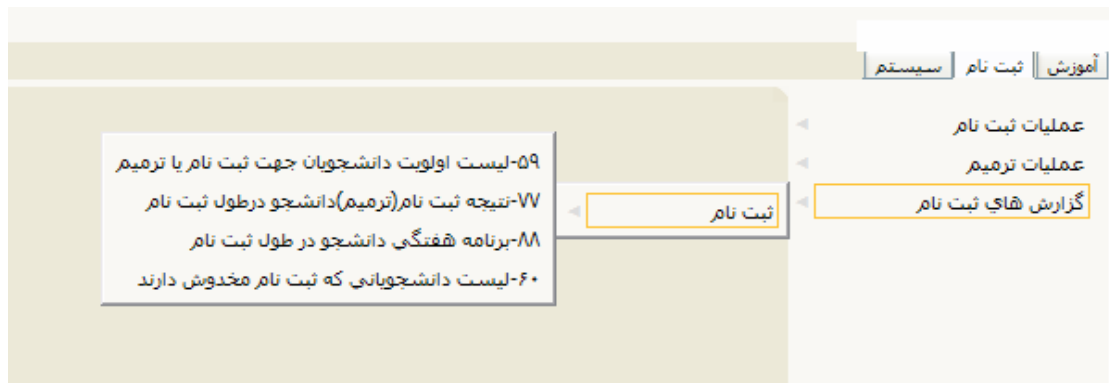 آموزش ثبت نام سیستم
عملیات ثبت نام
عملیات ترمیم
گزارش هاي ثبت نام
ثبت نام
۵۹-لیست اولویت دانشجویان جهت ثبت نام یا ترمیم
۷۷-نتیجه ثبت نام(ترمیم)دانشجو درطول ثبت نام
۸۸-برنامه هفتگی دانشجو در طول ثبت نام
۶۰-لیست دانشجویانی که ثبت نام مخدوش دارند